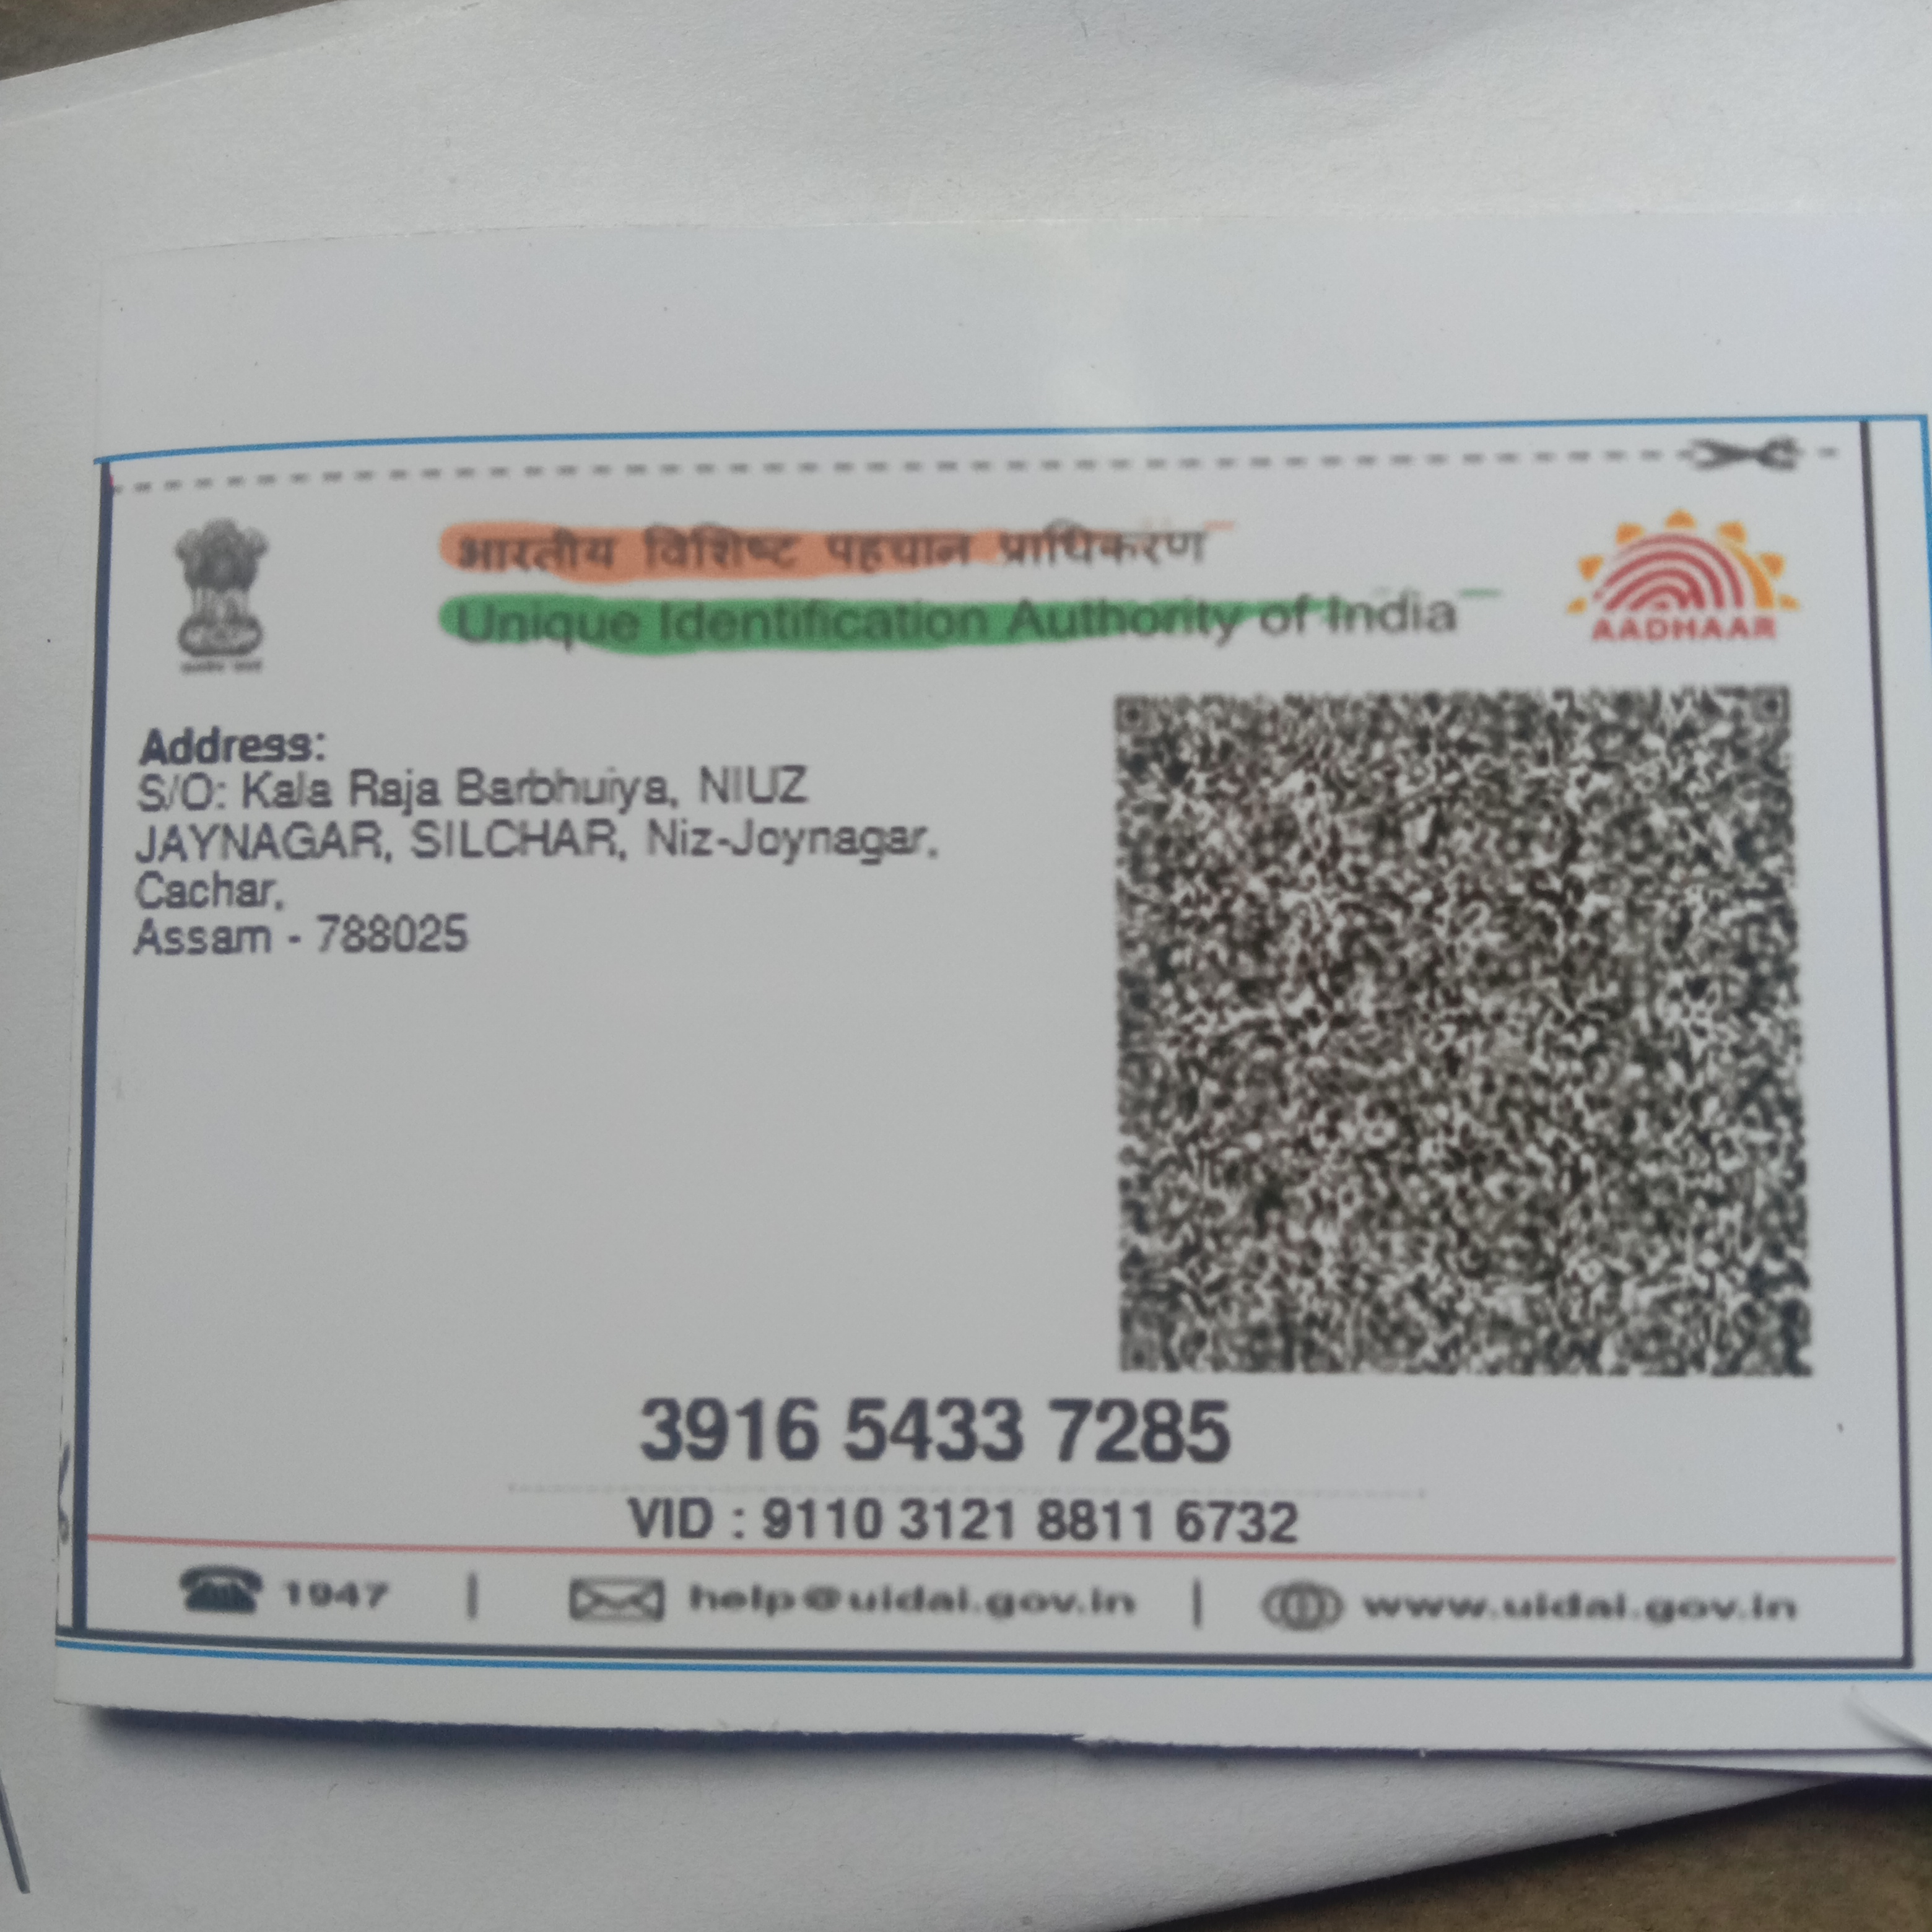 भारतीय विशिष्ट पहचान प्राधिकरण
Unique Identification Authority of India
AADHAAR
Address:
S/O: Kala Raja Barbhuiya, NIUZ
JAYNAGAR, SILCHAR, Niz-Joynagar,
Cachar,
Assam - 788025
3916 5433 7285
VID : 9110 3121 8811 6732
1947 | help@uidai.gov.in | www.uidai.gov.in